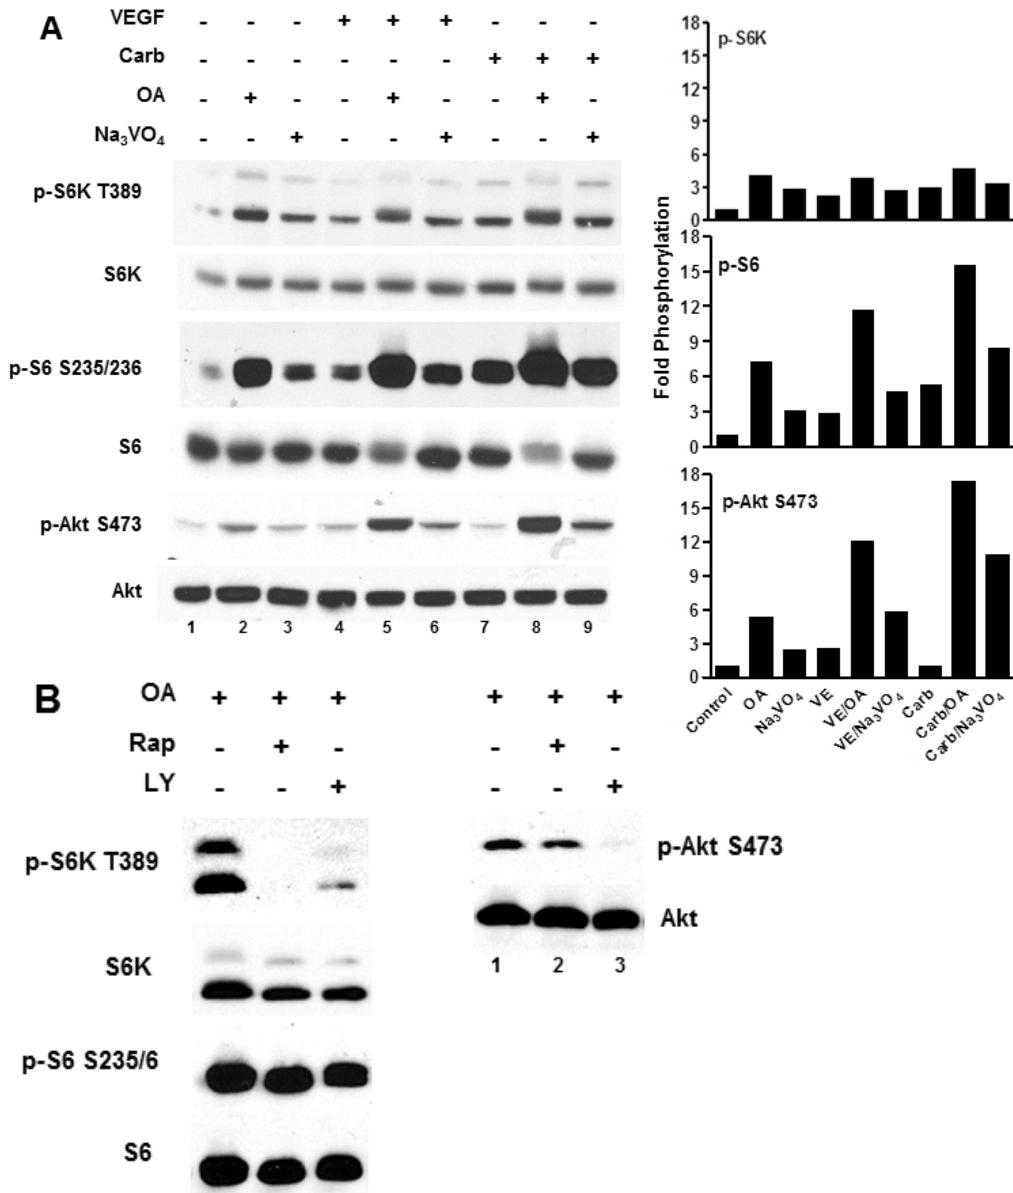 A
VEGF - - - + + + - - -
Carb - - - - - - + + +
OA - + - - + - - + -
Na₃VO₄ - - + - - + - - +
p-S6K T389
S6K
p-S6 S235/236
S6
p-Akt S473
Akt
1 2 3 4 5 6 7 8 9
Fold Phosphorylation
p-S6K
18
15
12
9
6
3
0
p-S6
18
15
12
9
6
3
0
p-Akt S473
18
15
12
9
6
3
0
Control OA Na₃VO₄ VE VE/OA VE/Na₃VO₄ Carb Carb/OA Carb/Na₃VO₄
B
OA + + +
Rap - + -
LY - - +
p-S6K T389
S6K
p-S6 S235/6
S6
+ + +
- + -
- - +
p-Akt S473
Akt
1 2 3